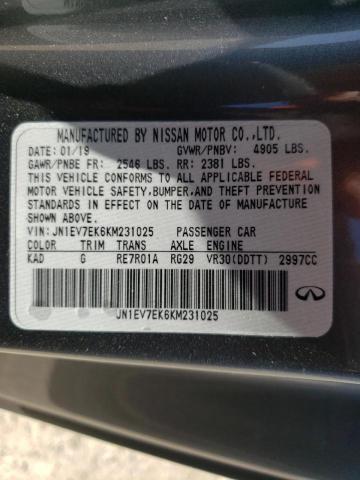 MANUFACTURED BY NISSAN MOTOR CO.,LTD.
DATE: 01/19 GVWR/PNBV: 4905 LBS.
GAWR/PNBE FR: 2546 LBS. RR: 2381 LBS.
THIS VEHICLE CONFORMS TO ALL APPLICABLE FEDERAL
MOTOR VEHICLE SAFETY, BUMPER, AND THEFT PREVENTION
STANDARDS IN EFFECT ON THE DATE OF MANUFACTURE
SHOWN ABOVE.
VIN: JN1EV7EK6KM231025 PASSENGER CAR
COLOR TRIM TRANS AXLE ENGINE
KAD G RE7R01A RG29 VR30(DDTT) 2997CC
JN1EV7EK6KM231025
INFINITI